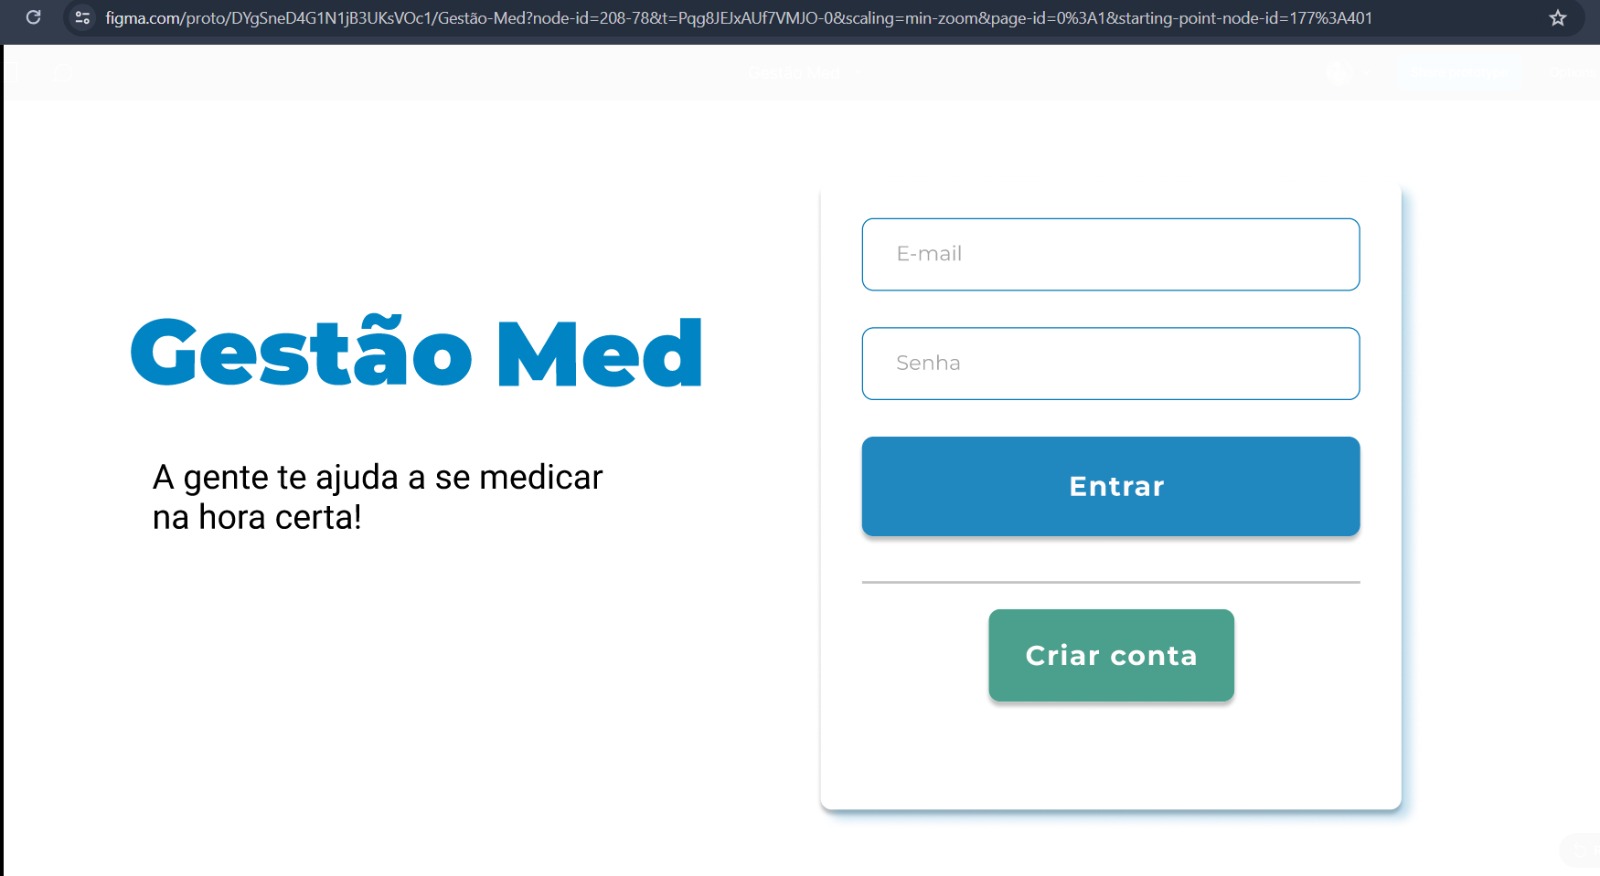 figma.com/proto/DYgSneD4G1N1jB3UKsVOc1/Gestão-Med?node-id=208-78&t=Pqg8JEJxAUf7VMJO-0&scaling=min-zoom&page-id=0%3A1&starting-point-node-id=177%3A401
Gestão Med
Gestão Med
A gente te ajuda a se medicar
na hora certa!
E-mail
Senha
Entrar
Criar conta